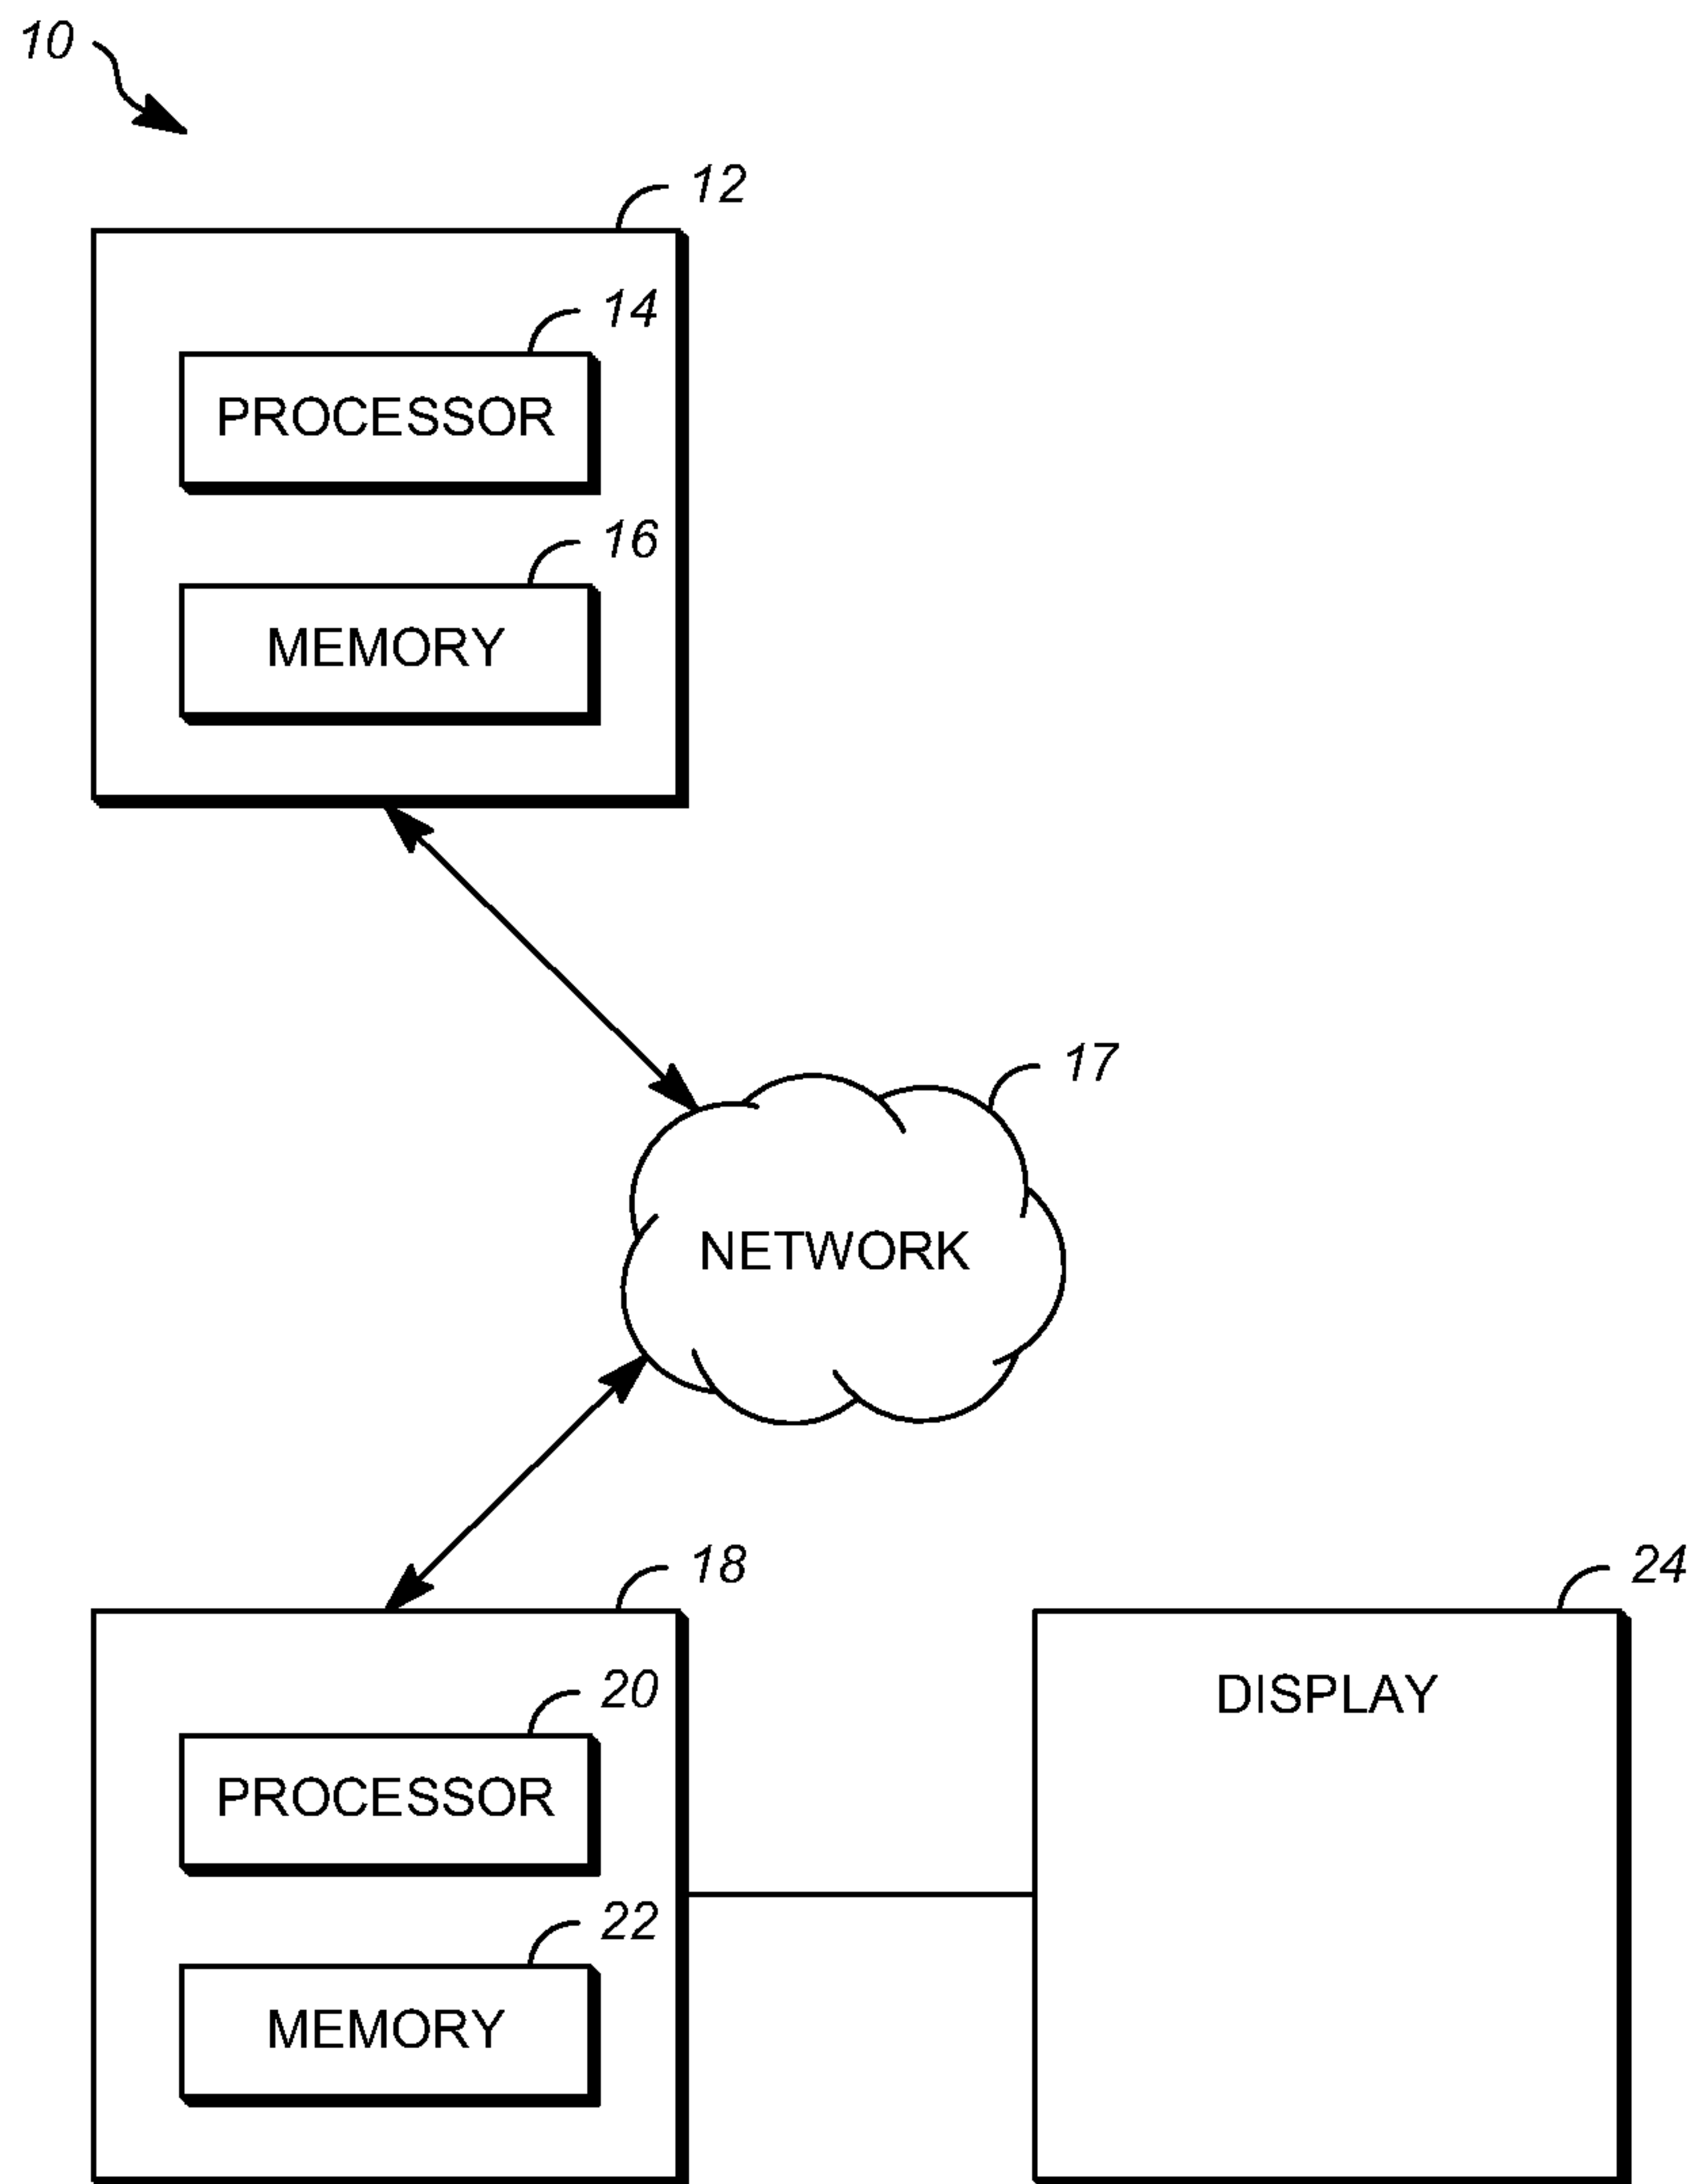 10
12
14
PROCESSOR
16
MEMORY
17
NETWORK
18
24
DISPLAY
20
PROCESSOR
22
MEMORY